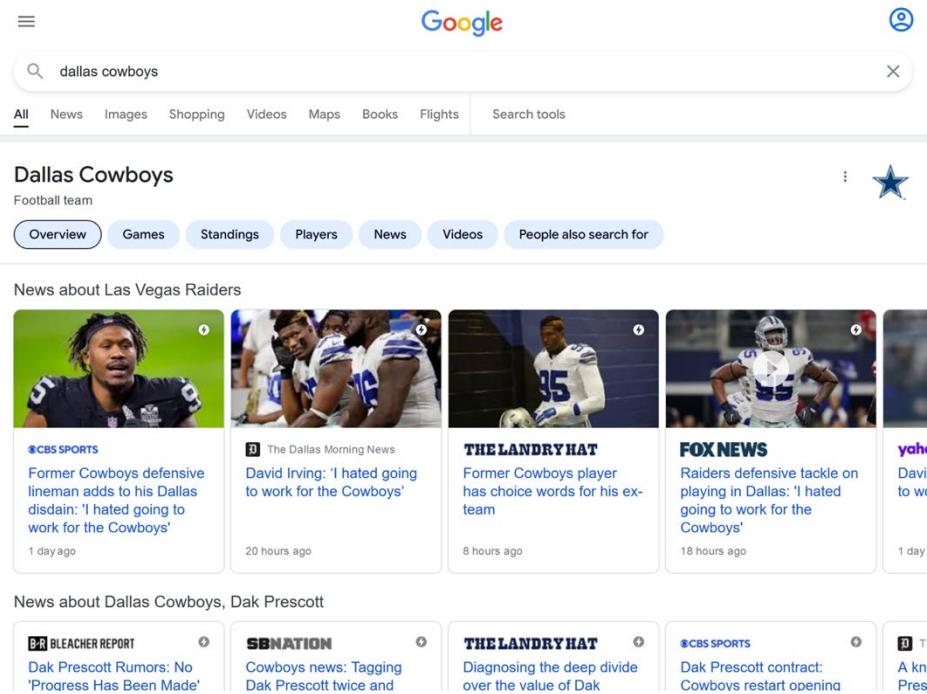 Google
dallas cowboys
All News Images Shopping Videos Maps Books Flights Search tools
Dallas Cowboys
Football team
Overview Games Standings Players News Videos People also search for
News about Las Vegas Raiders
CBS SPORTS
Former Cowboys defensive
lineman adds to his Dallas
disdain: 'I hated going to
work for the Cowboys'
1 day ago
The Dallas Morning News
David Irving: ‘I hated going
to work for the Cowboys’
20 hours ago
THE LANDRY HAT
Former Cowboys player
has choice words for his ex-
team
8 hours ago
FOX NEWS
Raiders defensive tackle on
playing in Dallas: 'I hated
going to work for the
Cowboys'
18 hours ago
Davi
to wo
1 day
News about Dallas Cowboys, Dak Prescott
B/R BLEACHER REPORT
Dak Prescott Rumors: No
'Progress Has Been Made'
SBNATION
Cowboys news: Tagging
Dak Prescott twice and
THE LANDRY HAT
Diagnosing the deep divide
over the value of Dak
CBS SPORTS
Dak Prescott contract:
Cowboys restart opening
A kn
Pres